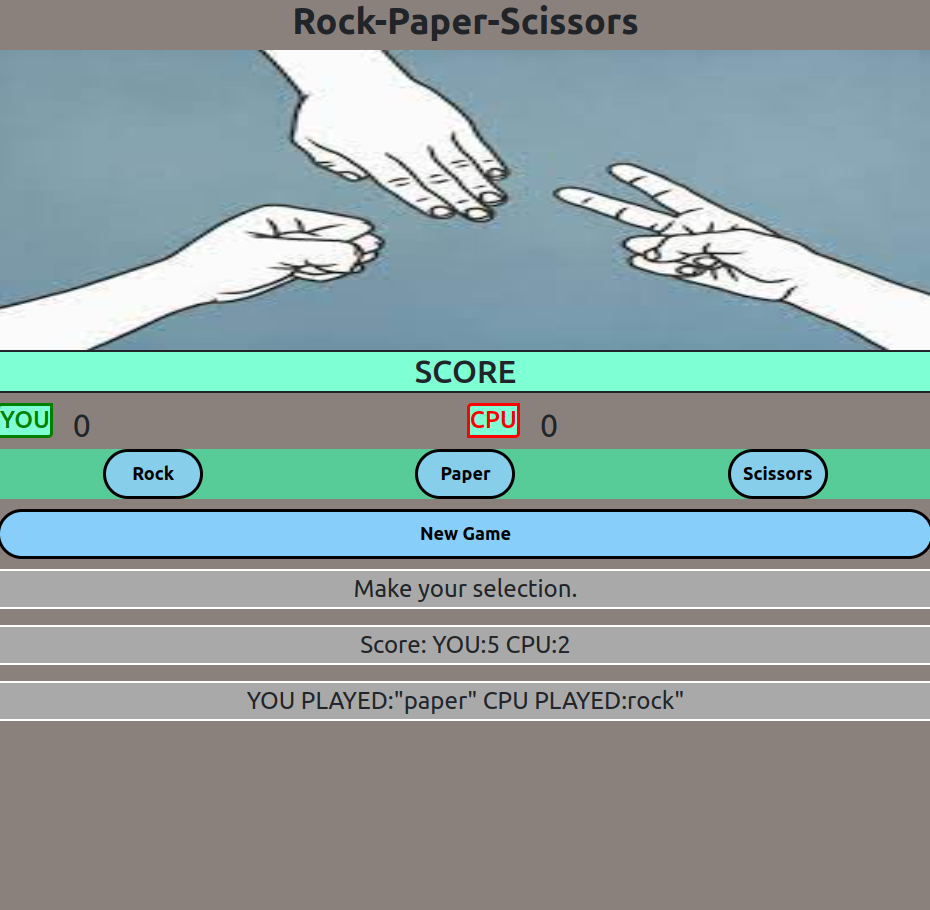 Rock-Paper-Scissors
SCORE
YOU 0 CPU 0
Rock Paper Scissors
New Game
Make your selection.
Score: YOU:5 CPU:2
YOU PLAYED:"paper" CPU PLAYED:rock"